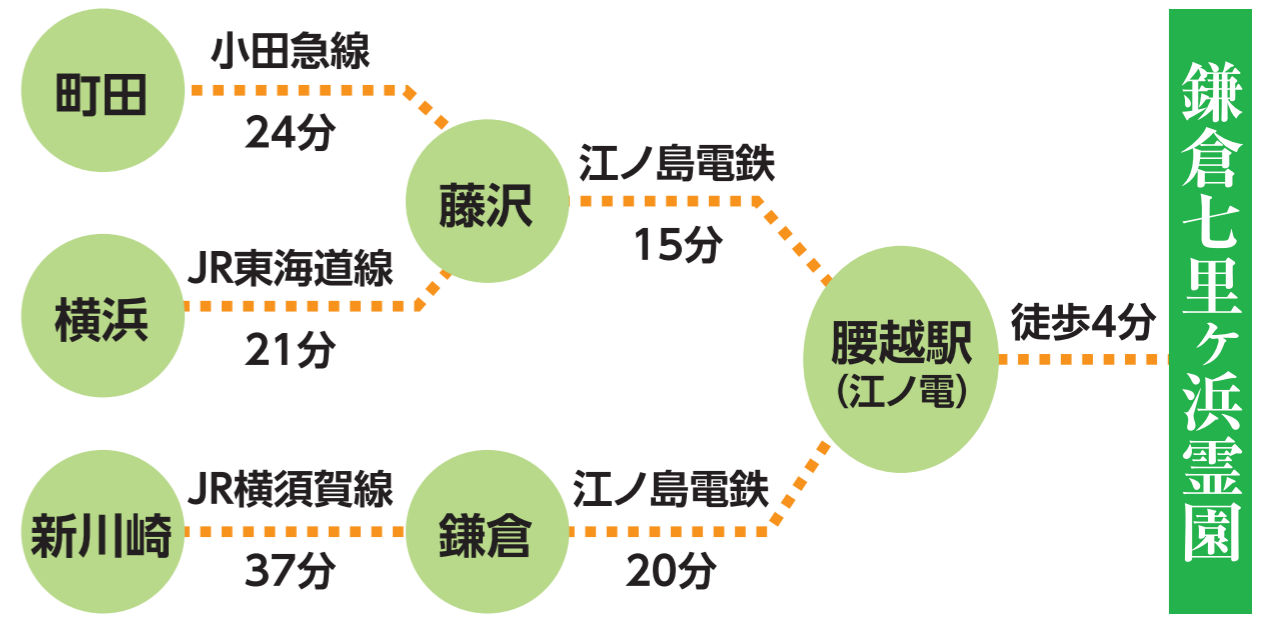 町田
小田急線
24分
横浜
JR東海道線
21分
藤沢
江ノ島電鉄
15分
新川崎
JR横須賀線
37分
鎌倉
江ノ島電鉄
20分
腰越駅
(江ノ電)
徒歩4分
鎌倉七里ヶ浜霊園